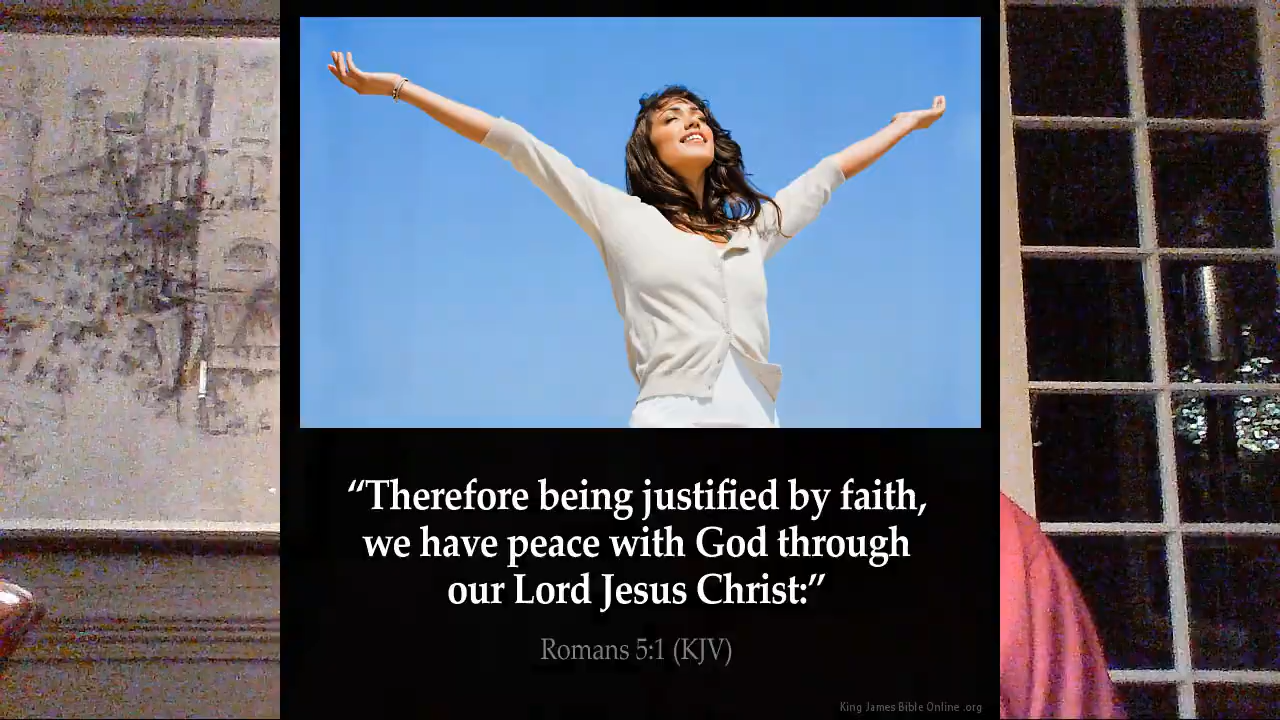 “Therefore being justified by faith,
we have peace with God through
our Lord Jesus Christ:”
Romans 5:1 (KJV)
King James Bible Online .org